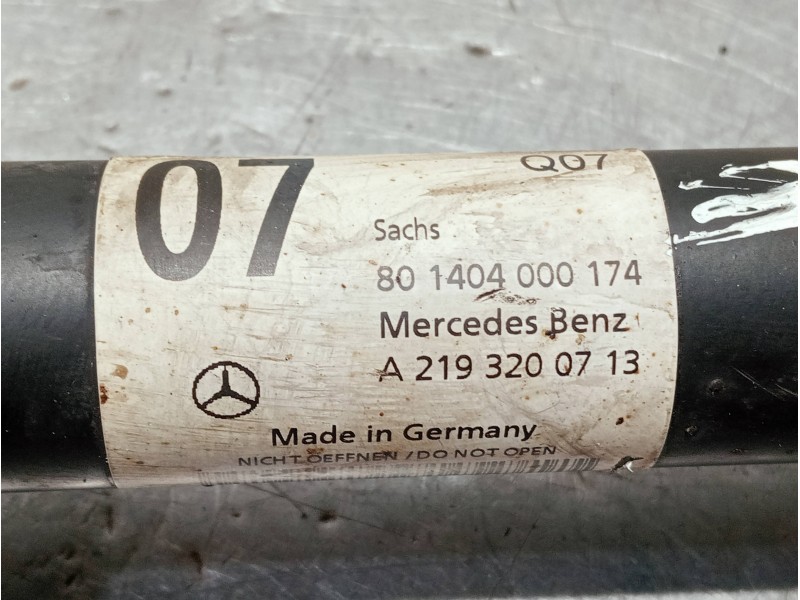 07
Q07
Sachs
80 1404 000 174
Mercedes Benz
A 219 320 07 13
Made in Germany
NICHT OEFFNEN / DO NOT OPEN